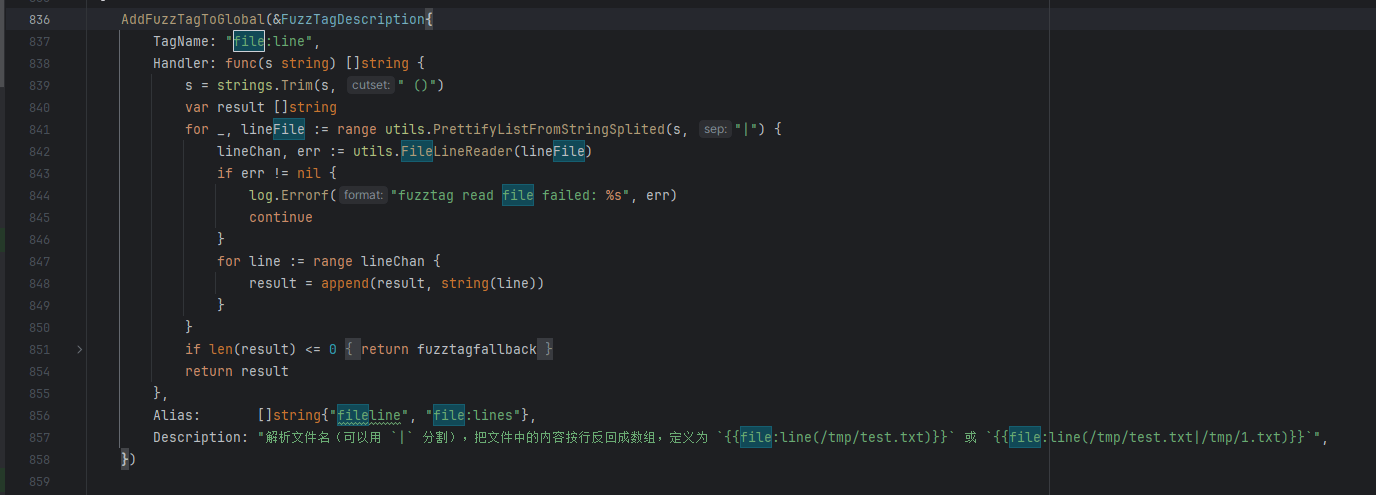 836 AddFuzzTagToGlobal(&FuzzTagDescription{
837 TagName: "file:line",
838 Handler: func(s string) []string {
839 s = strings.Trim(s, cutset: " ()")
840 var result []string
841 for _, lineFile := range utils.PrettifyListFromStringSplited(s, sep: "|") {
842 lineChan, err := utils.FileLineReader(lineFile)
843 if err != nil {
844 log.Errorf( format: "fuzztag read file failed: %s", err)
845 continue
846 }
847 for line := range lineChan {
848 result = append(result, string(line))
849 }
850 }
851 if len(result) <= 0 { return fuzztagfallback }
854 return result
855 },
856 Alias: []string{"fileline", "file:lines"},
857 Description: "解析文件名（可以用 `|` 分割），把文件中的内容按行反回成数组，定义为 `{{file:line(/tmp/test.txt)}}` 或 `{{file:line(/tmp/test.txt|/tmp/1.txt)}}`",
858 })
859